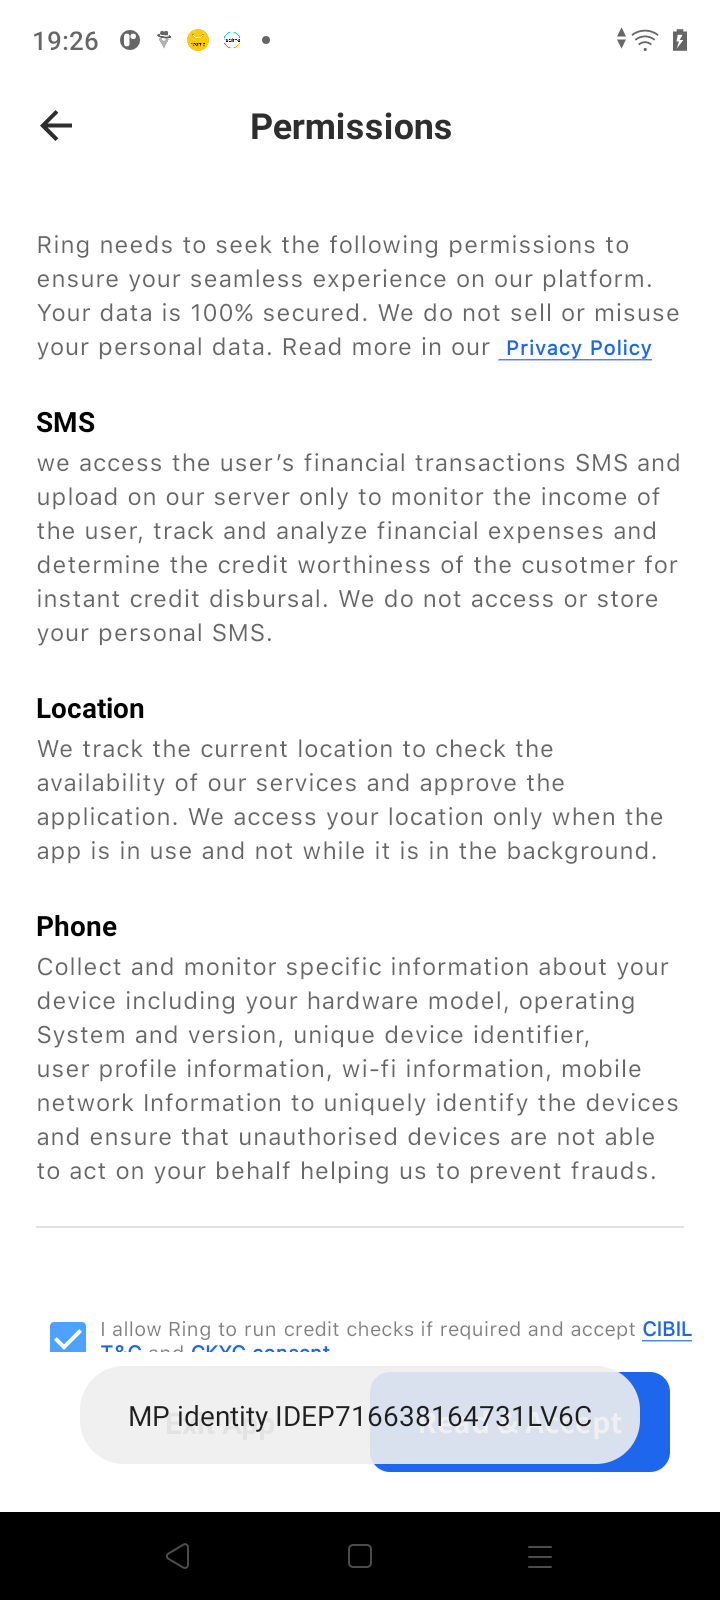 19:26
Permissions
Ring needs to seek the following permissions to
ensure your seamless experience on our platform.
Your data is 100% secured. We do not sell or misuse
your personal data. Read more in our Privacy Policy
SMS
we access the user's financial transactions SMS and
upload on our server only to monitor the income of
the user, track and analyze financial expenses and
determine the credit worthiness of the cusotmer for
instant credit disbursal. We do not access or store
your personal SMS.
Location
We track the current location to check the
availability of our services and approve the
application. We access your location only when the
app is in use and not while it is in the background.
Phone
Collect and monitor specific information about your
device including your hardware model, operating
System and version, unique device identifier,
user profile information, wi-fi information, mobile
network Information to uniquely identify the devices
and ensure that unauthorised devices are not able
to act on your behalf helping us to prevent frauds.
I allow Ring to run credit checks if required and accept CIBIL
T&C and CKYC consent
Exit App
Read & Accept
MP identity IDEP716638164731LV6C